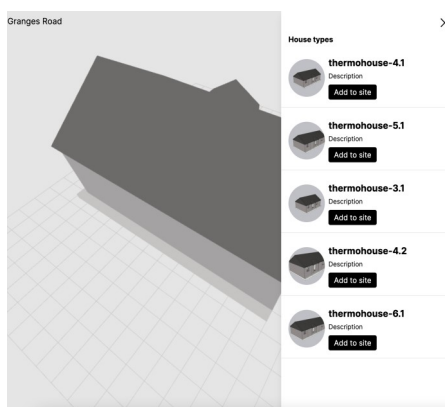 Granges Road
House types
thermohouse-4.1
Description
Add to site
thermohouse-5.1
Description
Add to site
thermohouse-3.1
Description
Add to site
thermohouse-4.2
Description
Add to site
thermohouse-6.1
Description
Add to site